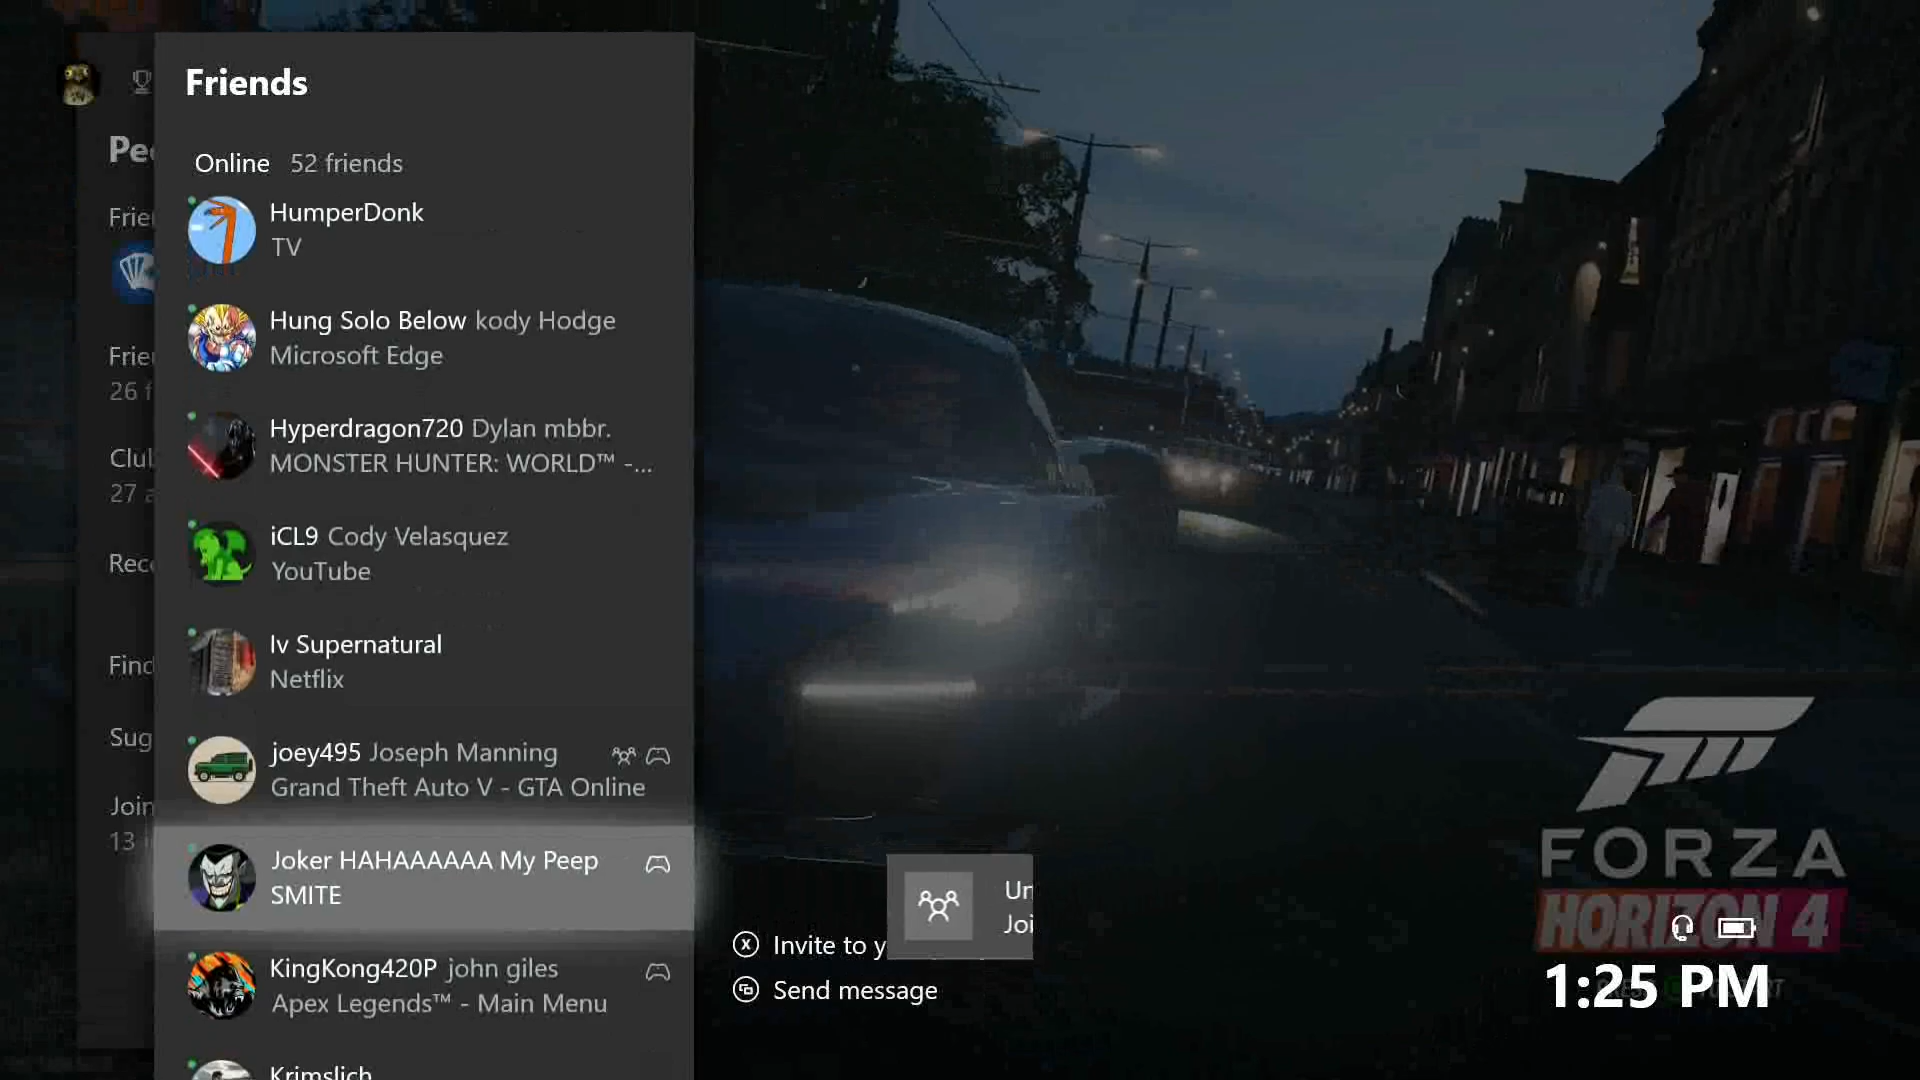 Friends
Online 52 friends
HumperDonk
TV
Hung Solo Below kody Hodge
Microsoft Edge
Hyperdragon720 Dylan mbbr.
MONSTER HUNTER: WORLD™ -...
iCL9 Cody Velasquez
YouTube
Iv Supernatural
Netflix
joey495 Joseph Manning
Grand Theft Auto V - GTA Online
Joker HAHAAAAAA My Peep
SMITE
KingKong420P john giles
Apex Legends™ - Main Menu
Krimslich
Pe
Frie
Frie
26 f
Club
27 a
Rec
Find
Sug
Join
13 i
Un
Joi
X Invite to y
Send message
FORZA
HORIZON 4
1:25 PM